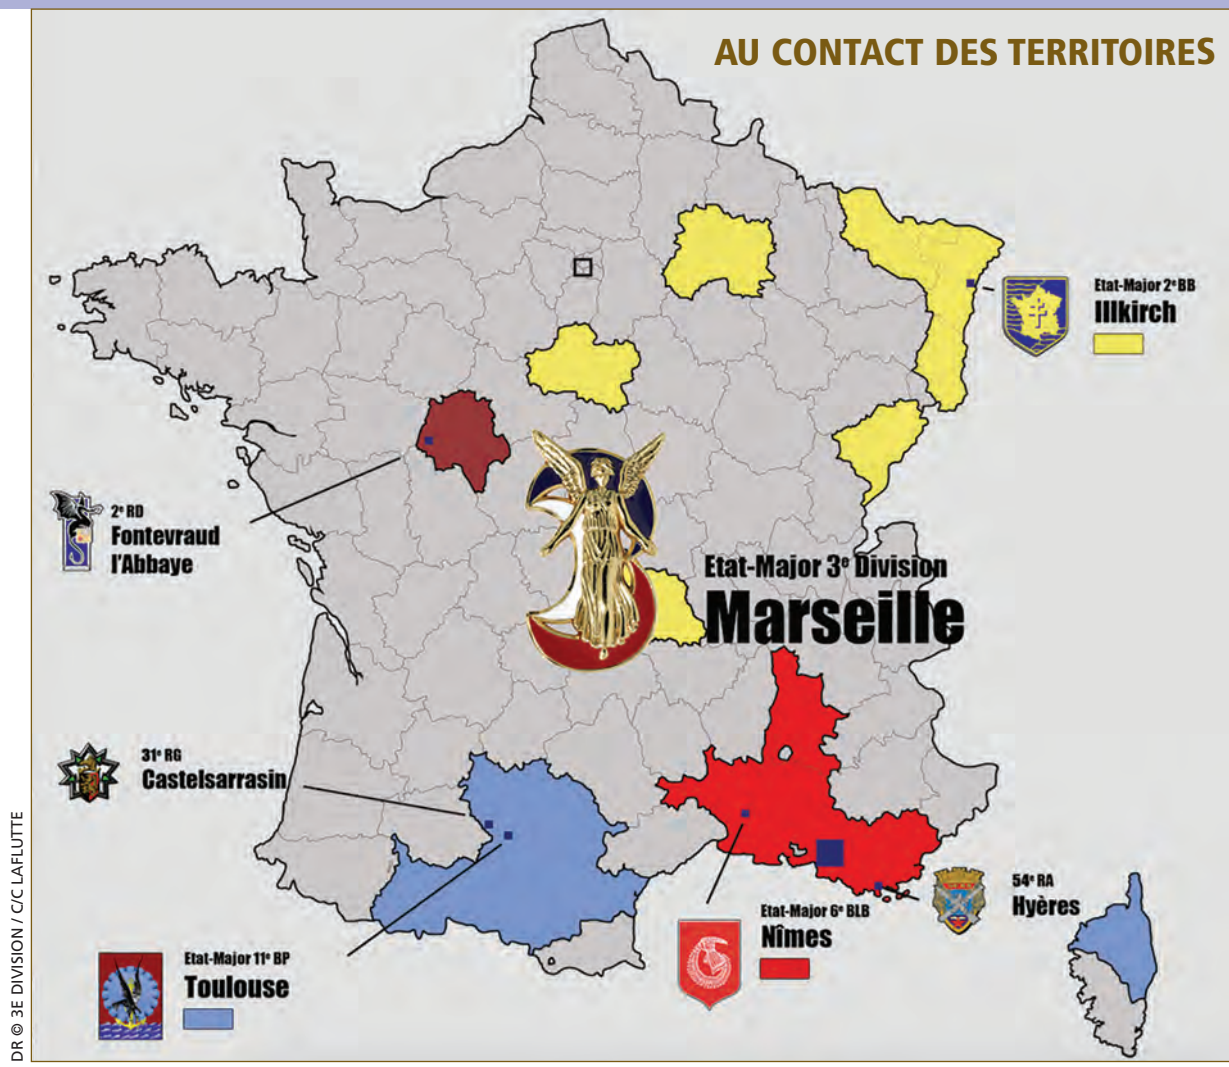 AU CONTACT DES TERRITOIRES
Etat-Major 2e BB
Illkirch
2e RD
Fontevraud
l'Abbaye
Etat-Major 3e Division
Marseille
31e RG
Castelsarrasin
54e RA
Hyères
Etat-Major 6e BLB
Nîmes
Etat-Major 11e BP
Toulouse
DR © 3E DIVISION / C/C LAFLUTTE